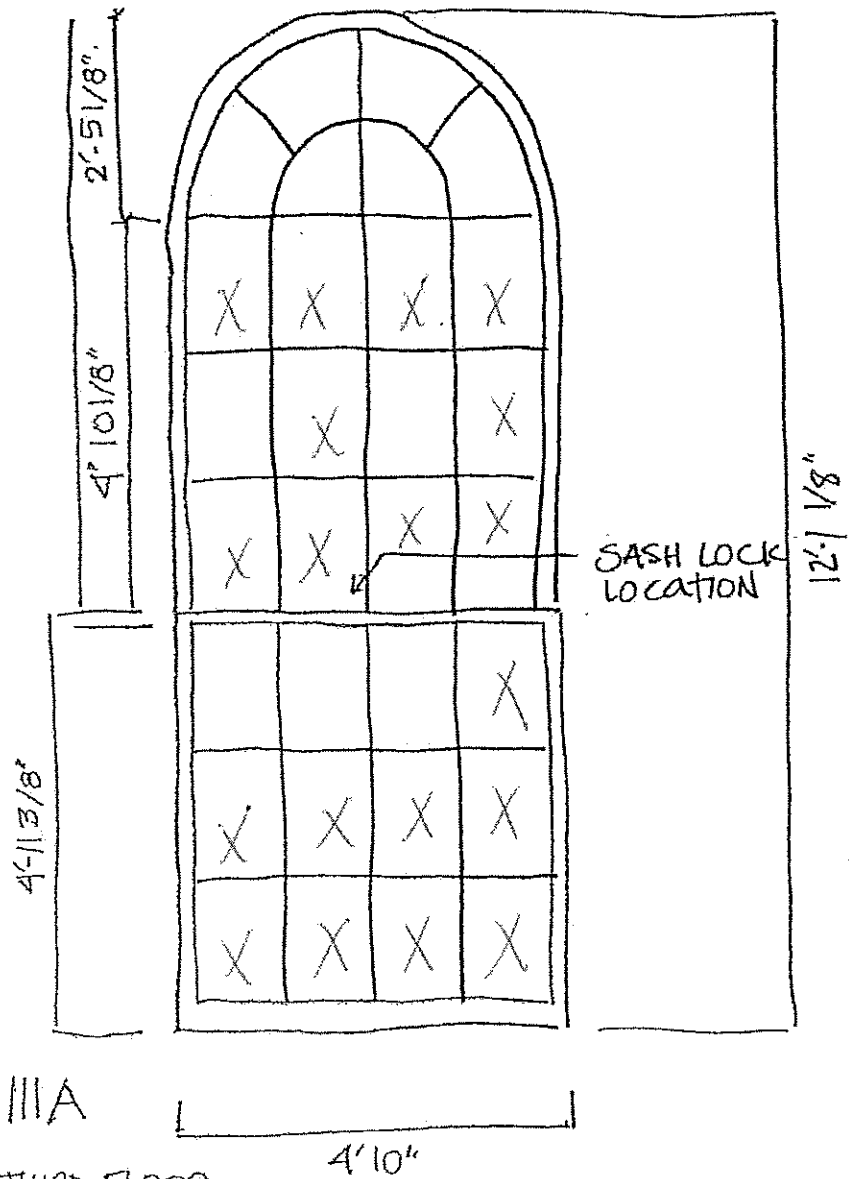 2'-5 1/8"
4" 10 1/8"
12'-1 1/8"
SASH LOCK
LOCATION
4'-11 3/8"
X X X X
X X
X X X X
X
X X X X
X X X X
IIIA
4'10"